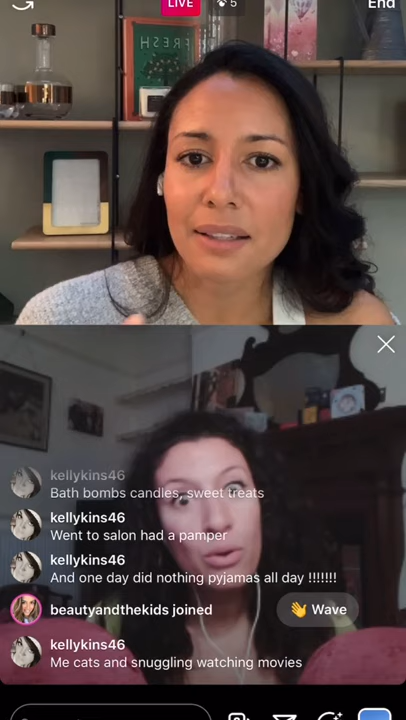 LIVE
5
End
FRESH
kellykins46
Bath bombs candles, sweet treats
kellykins46
Went to salon had a pamper
kellykins46
And one day did nothing pyjamas all day !!!!!!!
beautyandthekids joined
Wave
kellykins46
Me cats and snuggling watching movies